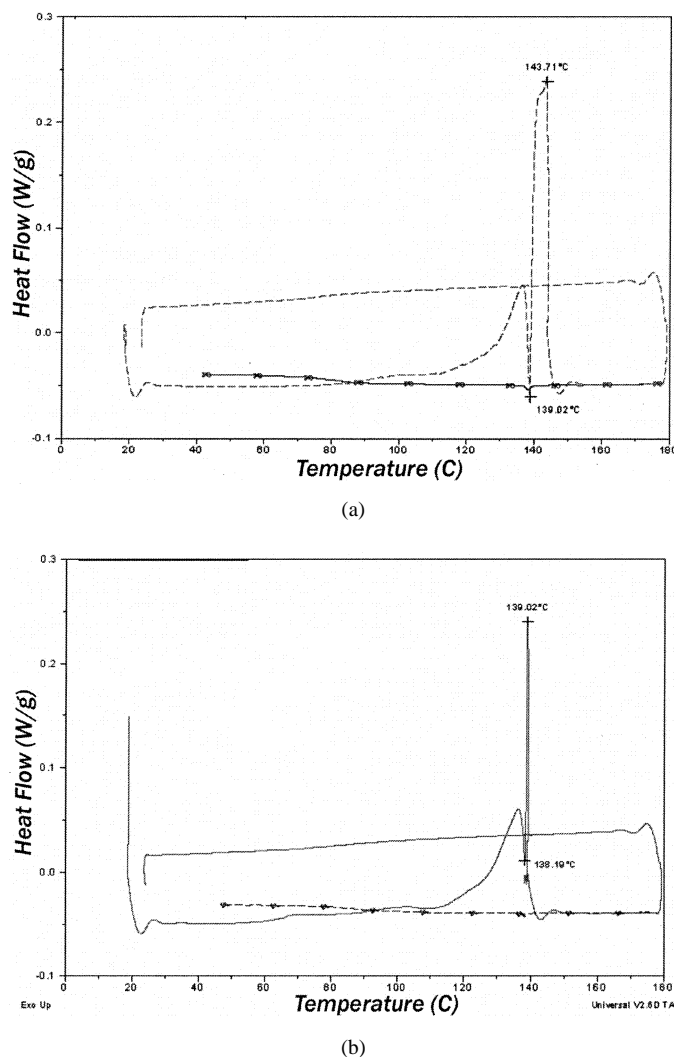 0.3
143.71°C
0.2
Heat Flow (W/g)
0.1
0.0
139.02°C
-0.1
0 20 40 60 80 100 120 140 160 180
Temperature (C)
(a)
0.3
139.02°C
0.2
Heat Flow (W/g)
0.1
138.19°C
0.0
-0.1
0 20 40 60 80 100 120 140 160 180
Exo Up Temperature (C) Universal V2.6D TA
(b)